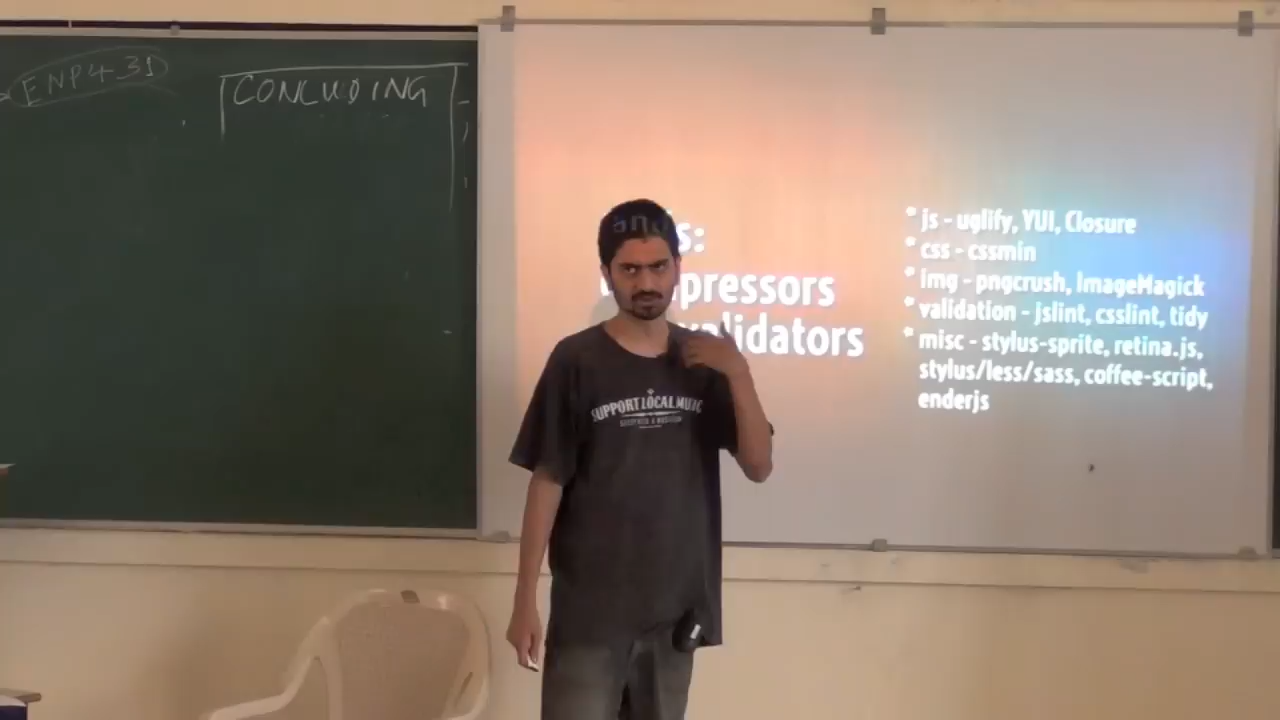 ENP431
CONCLUDING
s:
pressors
validators
* js - uglify, YUI, Closure
* css - cssmin
* img - pngcrush, ImageMagick
* validation - jslint, csslint, tidy
* misc - stylus-sprite, retina.js,
stylus/less/sass, coffee-script,
enderjs
SUPPORT LOCAL MUSIC